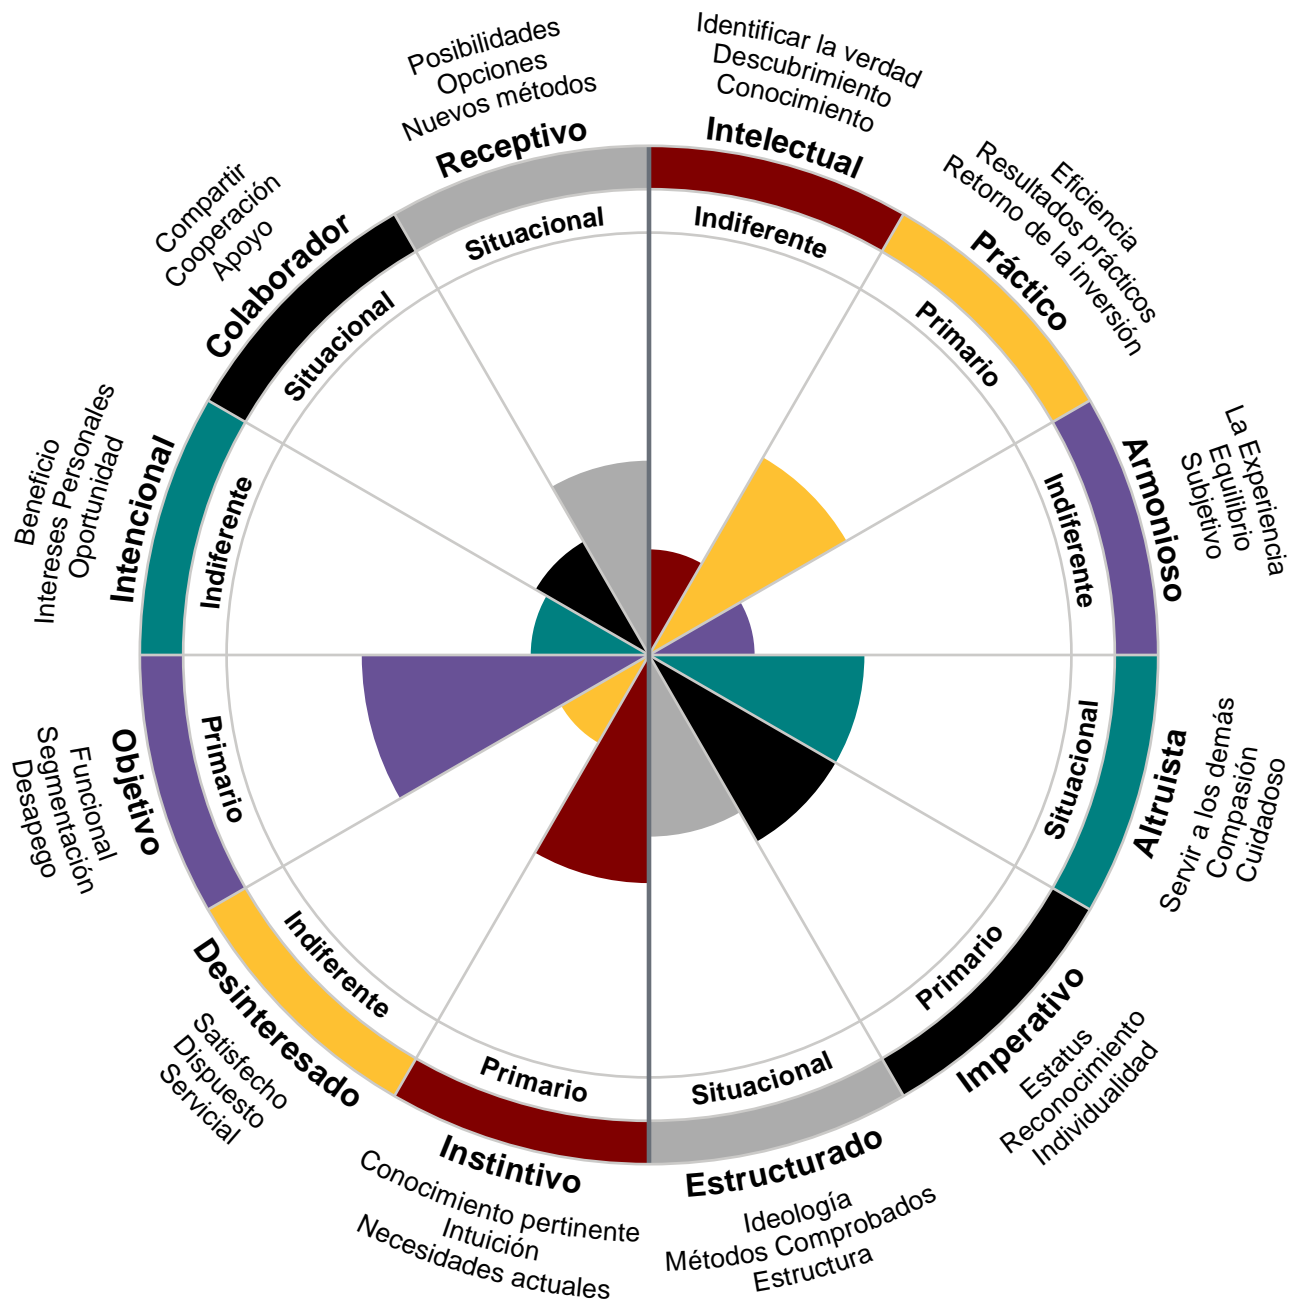 Identificar la verdad
Descubrimiento
Conocimiento
Intelectual
Indiferente
Eficiencia
Resultados prácticos
Retorno de la inversión
Práctico
Primario
La Experiencia
Equilibrio
Subjetivo
Armonioso
Indiferente
Servir a los demás
Compasión
Cuidadoso
Altruista
Situacional
Estatus
Reconocimiento
Individualidad
Imperativo
Primario
Situacional
Estructurado
Ideología
Métodos Comprobados
Estructura
Primario
Instintivo
Conocimiento pertinente
Intuición
Necesidades actuales
Indiferente
Desinteresado
Satisfecho
Dispuesto
Servicial
Primario
Objetivo
Funcional
Segmentación
Desapego
Beneficio
Intereses Personales
Oportunidad
Intencional
Indiferente
Compartir
Cooperación
Apoyo
Colaborador
Situacional
Posibilidades
Opciones
Nuevos métodos
Receptivo
Situacional